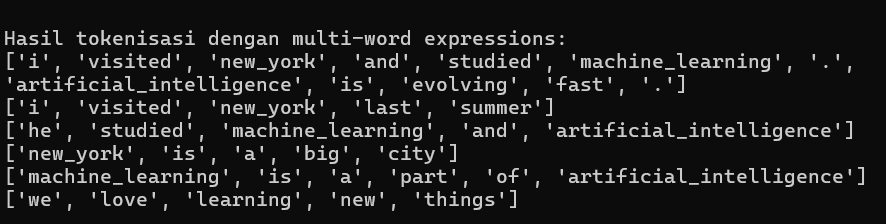 Hasil tokenisasi dengan multi-word expressions:
['i', 'visited', 'new_york', 'and', 'studied', 'machine_learning', '.',
'artificial_intelligence', 'is', 'evolving', 'fast', '.']
['i', 'visited', 'new_york', 'last', 'summer']
['he', 'studied', 'machine_learning', 'and', 'artificial_intelligence']
['new_york', 'is', 'a', 'big', 'city']
['machine_learning', 'is', 'a', 'part', 'of', 'artificial_intelligence']
['we', 'love', 'learning', 'new', 'things']